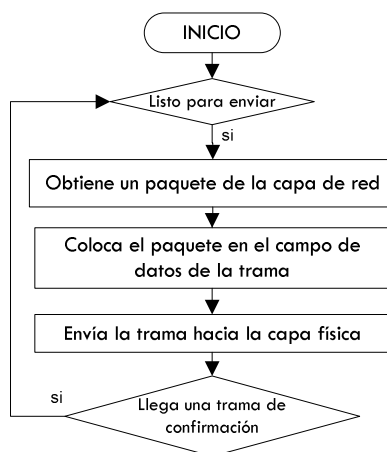 INICIO
Listo para enviar
si
Obtiene un paquete de la capa de red
Coloca el paquete en el campo de
datos de la trama
Envía la trama hacia la capa física
si
Llega una trama de
confirmación